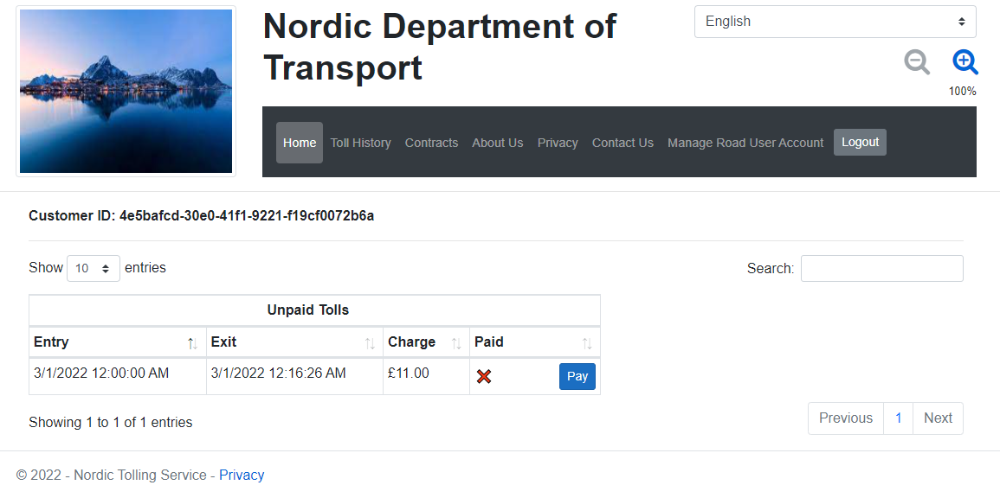 Nordic Department of
Transport
English
100%
Home Toll History Contracts About Us Privacy Contact Us Manage Road User Account Logout
Customer ID: 4e5bafcd-30e0-41f1-9221-f19cf0072b6a
Show 10 entries Search:
Unpaid Tolls
Entry Exit Charge Paid
3/1/2022 12:00:00 AM 3/1/2022 12:16:26 AM £11.00 Pay
Showing 1 to 1 of 1 entries
Previous 1 Next
© 2022 - Nordic Tolling Service - Privacy